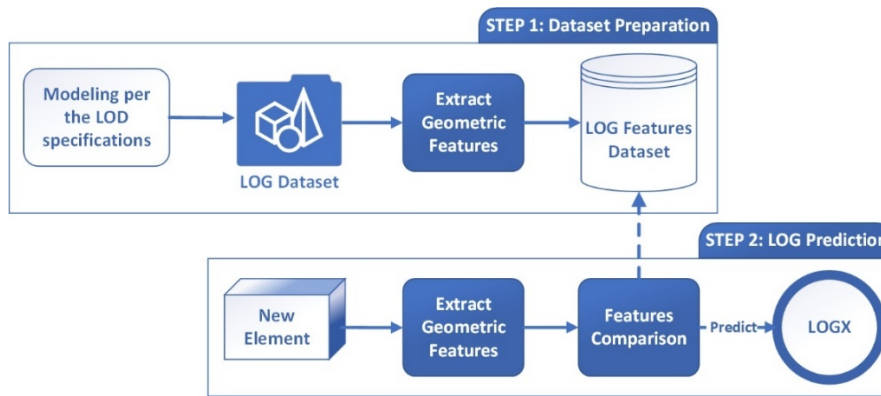 STEP 1: Dataset Preparation
Modeling per
the LOD
specifications
LOG Dataset
Extract
Geometric
Features
LOG Features
Dataset
STEP 2: LOG Prediction
New
Element
Extract
Geometric
Features
Features
Comparison
Predict
LOGX